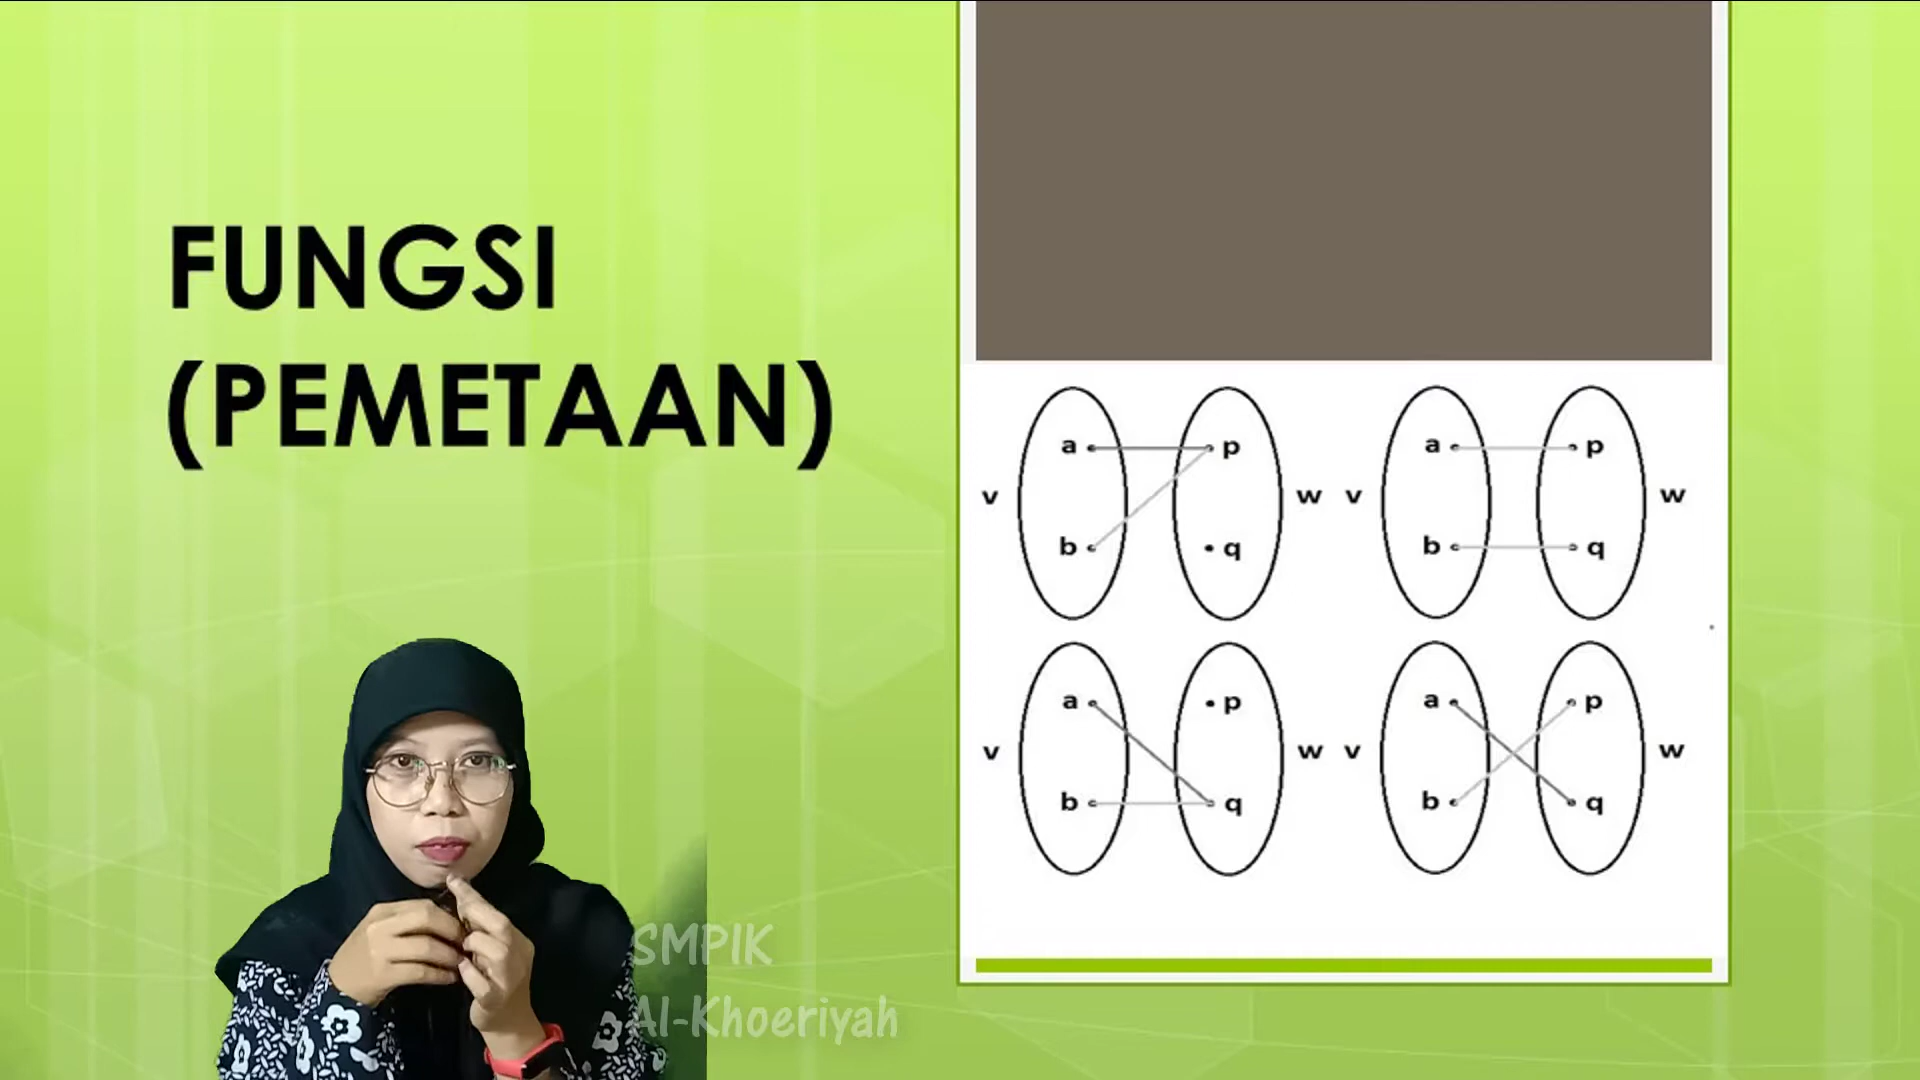 FUNGSI
(PEMETAAN)
a p a p
v w v w
b q b q
a p a p
v w v w
b q b q
SMPIK
Al-Khoeriyah